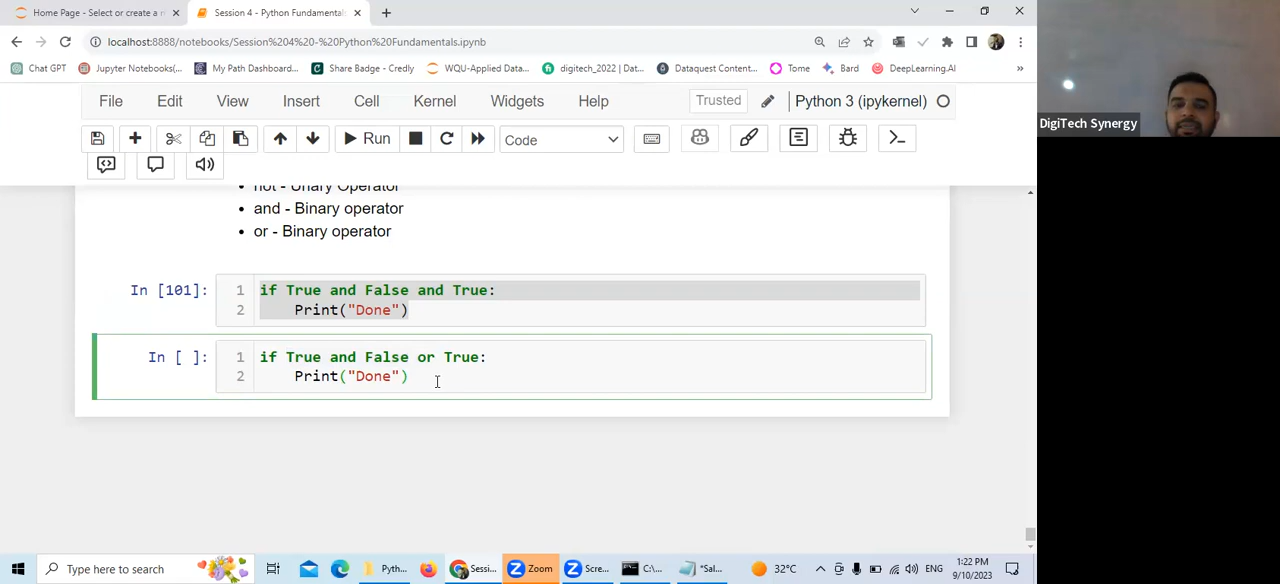 Home Page - Select or create a n
Session 4 - Python Fundamentals
localhost:8888/notebooks/Session%204%20-%20Python%20Fundamentals.ipynb
Chat GPT
Jupyter Notebooks(...
My Path Dashboard...
Share Badge - Credly
WQU-Applied Data...
digitech_2022 | Dat...
Dataquest Content...
Tome
Bard
DeepLearning.AI
»
File Edit View Insert Cell Kernel Widgets Help Trusted Python 3 (ipykernel)
Run Code
DigiTech Synergy
• not - Unary Operator
• and - Binary operator
• or - Binary operator
In [101]: 1 if True and False and True:
2 Print("Done")
In [ ]: 1 if True and False or True:
2 Print("Done")
Type here to search
Pyth...
Sessi...
Zoom
Scre...
C:\...
*Sal...
32°C
ENG
1:22 PM
9/10/2023